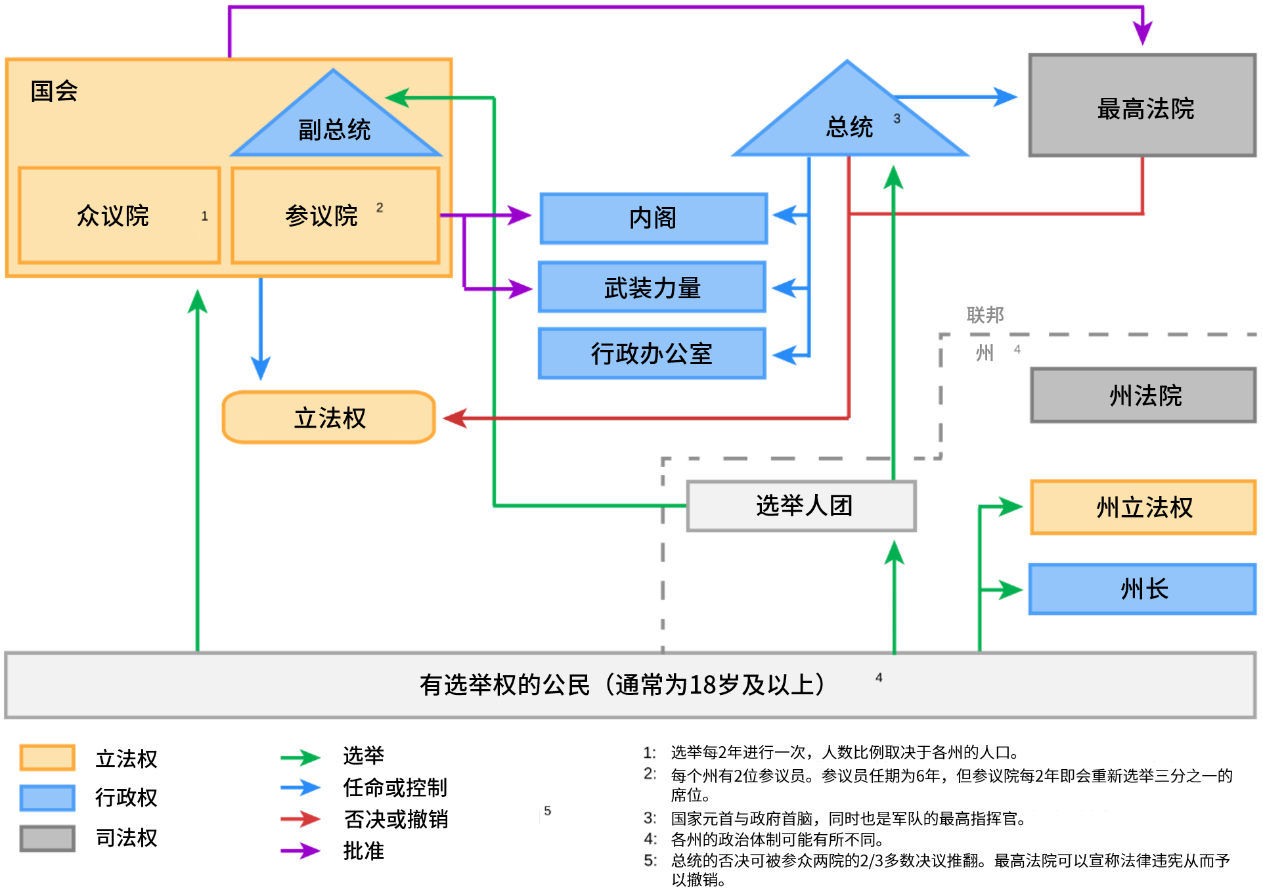 国会
副总统
总统 3
最高法院
众议院 1
参议院 2
内阁
武装力量
行政办公室
联邦
州 4
州法院
立法权
选举人团
州立法权
州长
有选举权的公民（通常为18岁及以上） 4
立法权
行政权
司法权
选举
任命或控制
否决或撤销 5
批准
1: 选举每2年进行一次，人数比例取决于各州的人口。
2: 每个州有2位参议员。参议员任期为6年，但参议院每2年即会重新选举三分之一的
席位。
3: 国家元首与政府首脑，同时也是军队的最高指挥官。
4: 各州的政治体制可能有所不同。
5: 总统的否决可被参众两院的2/3多数决议推翻。最高法院可以宣称法律违宪从而予
以撤销。